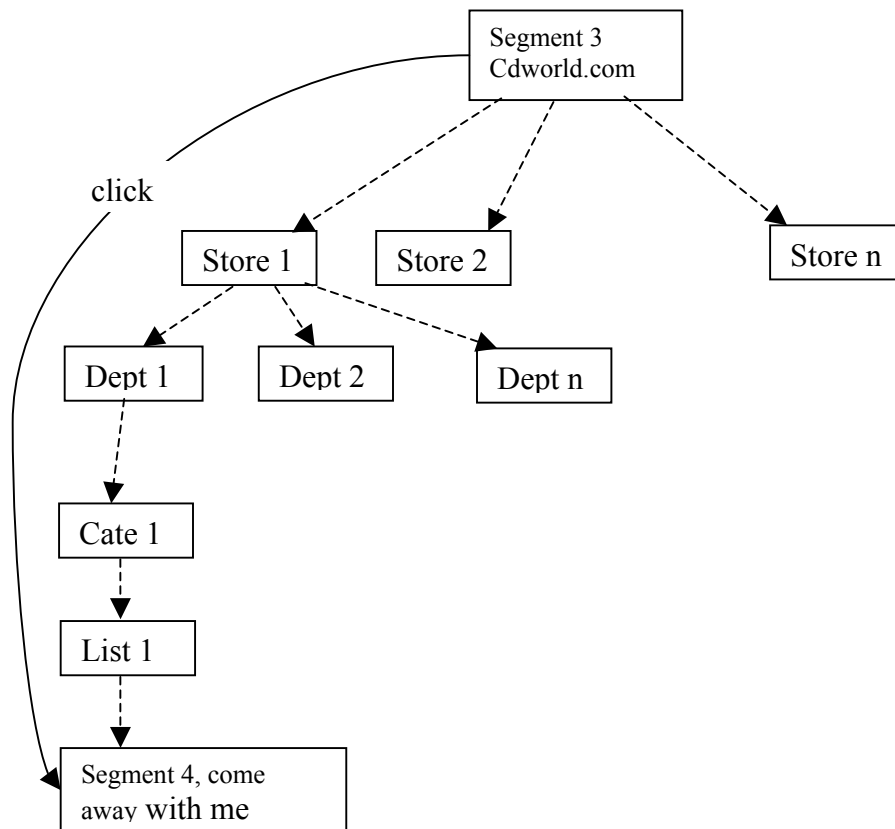 Segment 3
Cdworld.com
click
Store 1
Store 2
Store n
Dept 1
Dept 2
Dept n
Cate 1
List 1
Segment 4, come
away with me